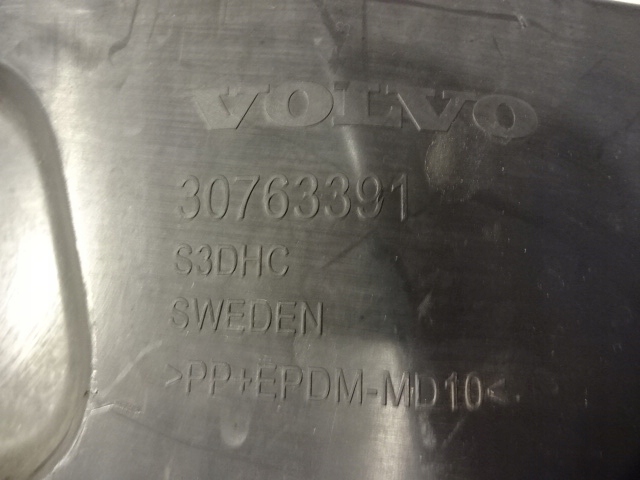 VOLVO
30763391
S3DHC
SWEDEN
>PP+EPDM-MD10<